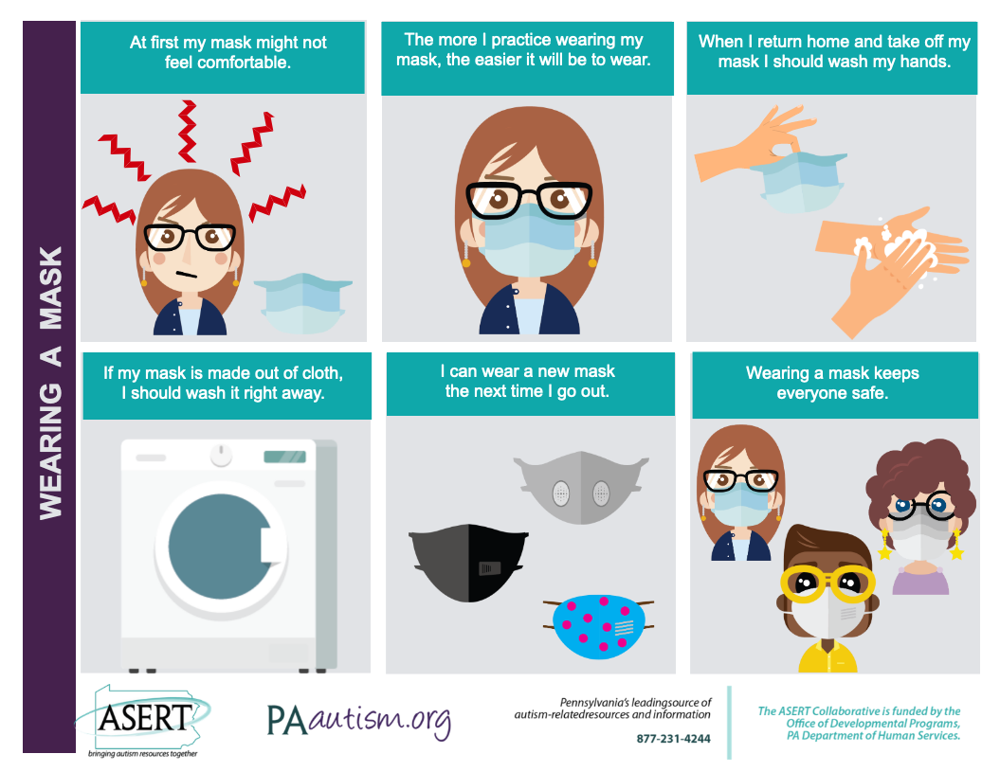 WEARING A MASK
At first my mask might not
feel comfortable.
The more I practice wearing my
mask, the easier it will be to wear.
When I return home and take off my
mask I should wash my hands.
If my mask is made out of cloth,
I should wash it right away.
I can wear a new mask
the next time I go out.
Wearing a mask keeps
everyone safe.
ASERT
bringing autism resources together
PAautism.org
Pennsylvania's leadingsource of
autism-relatedresources and information
877-231-4244
The ASERT Collaborative is funded by the
Office of Developmental Programs,
PA Department of Human Services.